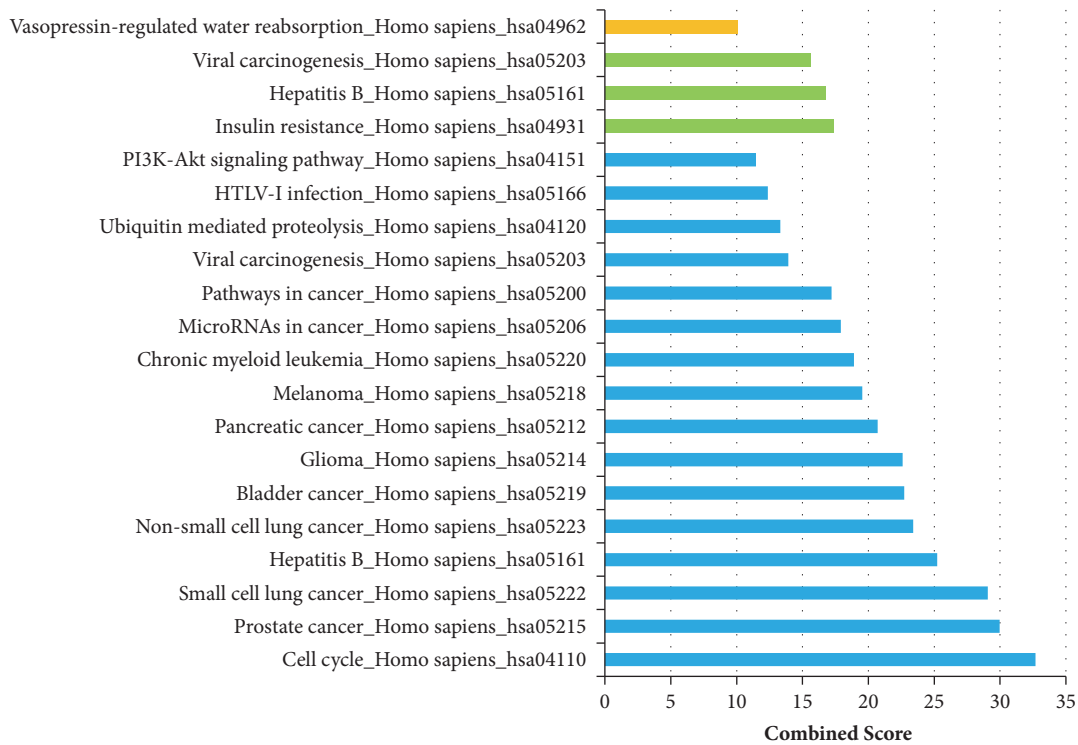 Vasopressin-regulated water reabsorption_Homo sapiens_hsa04962
Viral carcinogenesis_Homo sapiens_hsa05203
Hepatitis B_Homo sapiens_hsa05161
Insulin resistance_Homo sapiens_hsa04931
PI3K-Akt signaling pathway_Homo sapiens_hsa04151
HTLV-I infection_Homo sapiens_hsa05166
Ubiquitin mediated proteolysis_Homo sapiens_hsa04120
Viral carcinogenesis_Homo sapiens_hsa05203
Pathways in cancer_Homo sapiens_hsa05200
MicroRNAs in cancer_Homo sapiens_hsa05206
Chronic myeloid leukemia_Homo sapiens_hsa05220
Melanoma_Homo sapiens_hsa05218
Pancreatic cancer_Homo sapiens_hsa05212
Glioma_Homo sapiens_hsa05214
Bladder cancer_Homo sapiens_hsa05219
Non-small cell lung cancer_Homo sapiens_hsa05223
Hepatitis B_Homo sapiens_hsa05161
Small cell lung cancer_Homo sapiens_hsa05222
Prostate cancer_Homo sapiens_hsa05215
Cell cycle_Homo sapiens_hsa04110
0 5 10 15 20 25 30 35
Combined Score